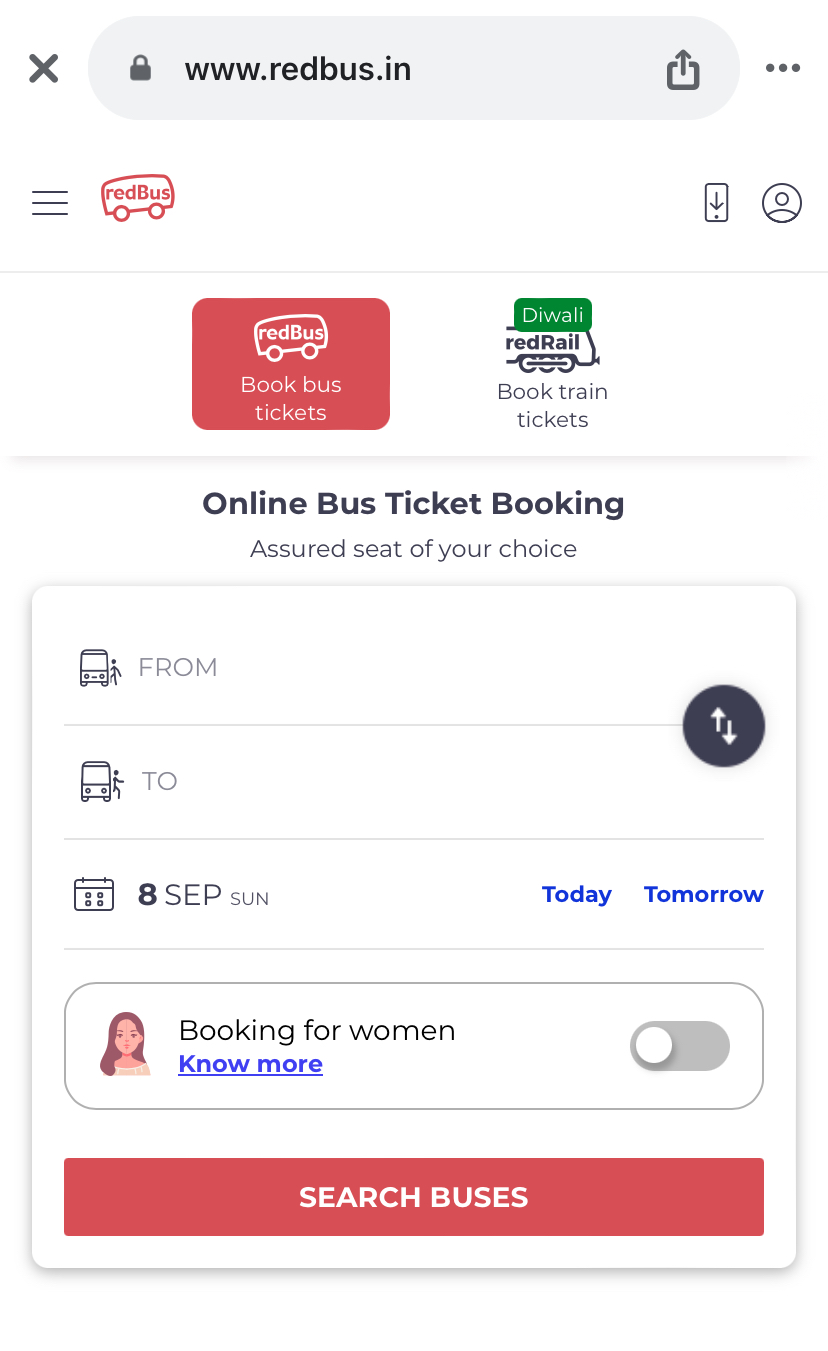 www.redbus.in
redBus
redBus
Book bus
tickets
Diwali
redRail
Book train
tickets
Online Bus Ticket Booking
Assured seat of your choice
FROM
TO
8 SEP SUN
Today Tomorrow
Booking for women
Know more
SEARCH BUSES